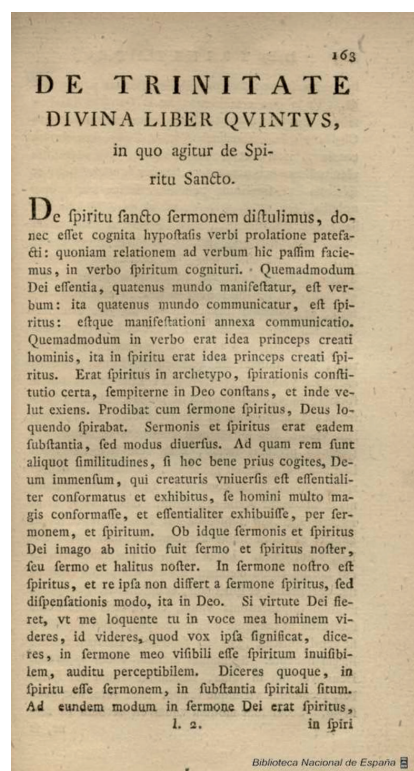 163
DE TRINITATE
DIVINA LIBER QVINTVS,
in quo agitur de Spi-
ritu Sancto.
De ſpiritu ſancto ſermonem diſtulimus, do-
nec eſſet cognita hypoſtaſis verbi prolatione patefa-
cti: quoniam relationem ad verbum hic paſſim facie-
mus, in verbo ſpiritum cognituri. Quemadmodum
Dei eſſentia, quatenus mundo manifeſtatur, eſt ver-
bum: ita quatenus mundo communicatur, eſt ſpi-
ritus: eſtque manifeſtationi annexa communicatio.
Quemadmodum in verbo erat idea princeps creati
hominis, ita in ſpiritu erat idea princeps creati ſpi-
ritus. Erat ſpiritus in archetypo, ſpirationis conſti-
tutio certa, ſempiterne in Deo conſtans, et inde ve-
lut exiens. Prodibat cum ſermone ſpiritus, Deus lo-
quendo ſpirabat. Sermonis et ſpiritus erat eadem
ſubſtantia, ſed modus diuerſus. Ad quam rem ſunt
aliquot ſimilitudines, ſi hoc bene prius cogites, De-
um immenſum, qui creaturis vniuerſis eſt eſſentiali-
ter conformatus et exhibitus, ſe homini multo ma-
gis conformaſſe, et eſſentialiter exhibuiſſe, per ſer-
monem, et ſpiritum. Ob idque ſermonis et ſpiritus
Dei imago ab initio fuit ſermo et ſpiritus noſter,
ſeu ſermo et halitus noſter. In ſermone noſtro eſt
ſpiritus, et re ipſa non differt a ſermone ſpiritus, ſed
diſpenſationis modo, ita in Deo. Si virtute Dei fie-
ret, vt me loquente tu in voce mea hominem vi-
deres, id videres, quod vox ipſa ſignificat, dice-
res, in ſermone meo viſibili eſſe ſpiritum inuiſibi-
lem, auditu perceptibilem. Diceres quoque, in
ſpiritu eſſe ſermonem, in ſubſtantia ſpiritali ſitum.
Ad eundem modum in ſermone Dei erat ſpiritus,
l. 2. in ſpiri
Biblioteca Nacional de España